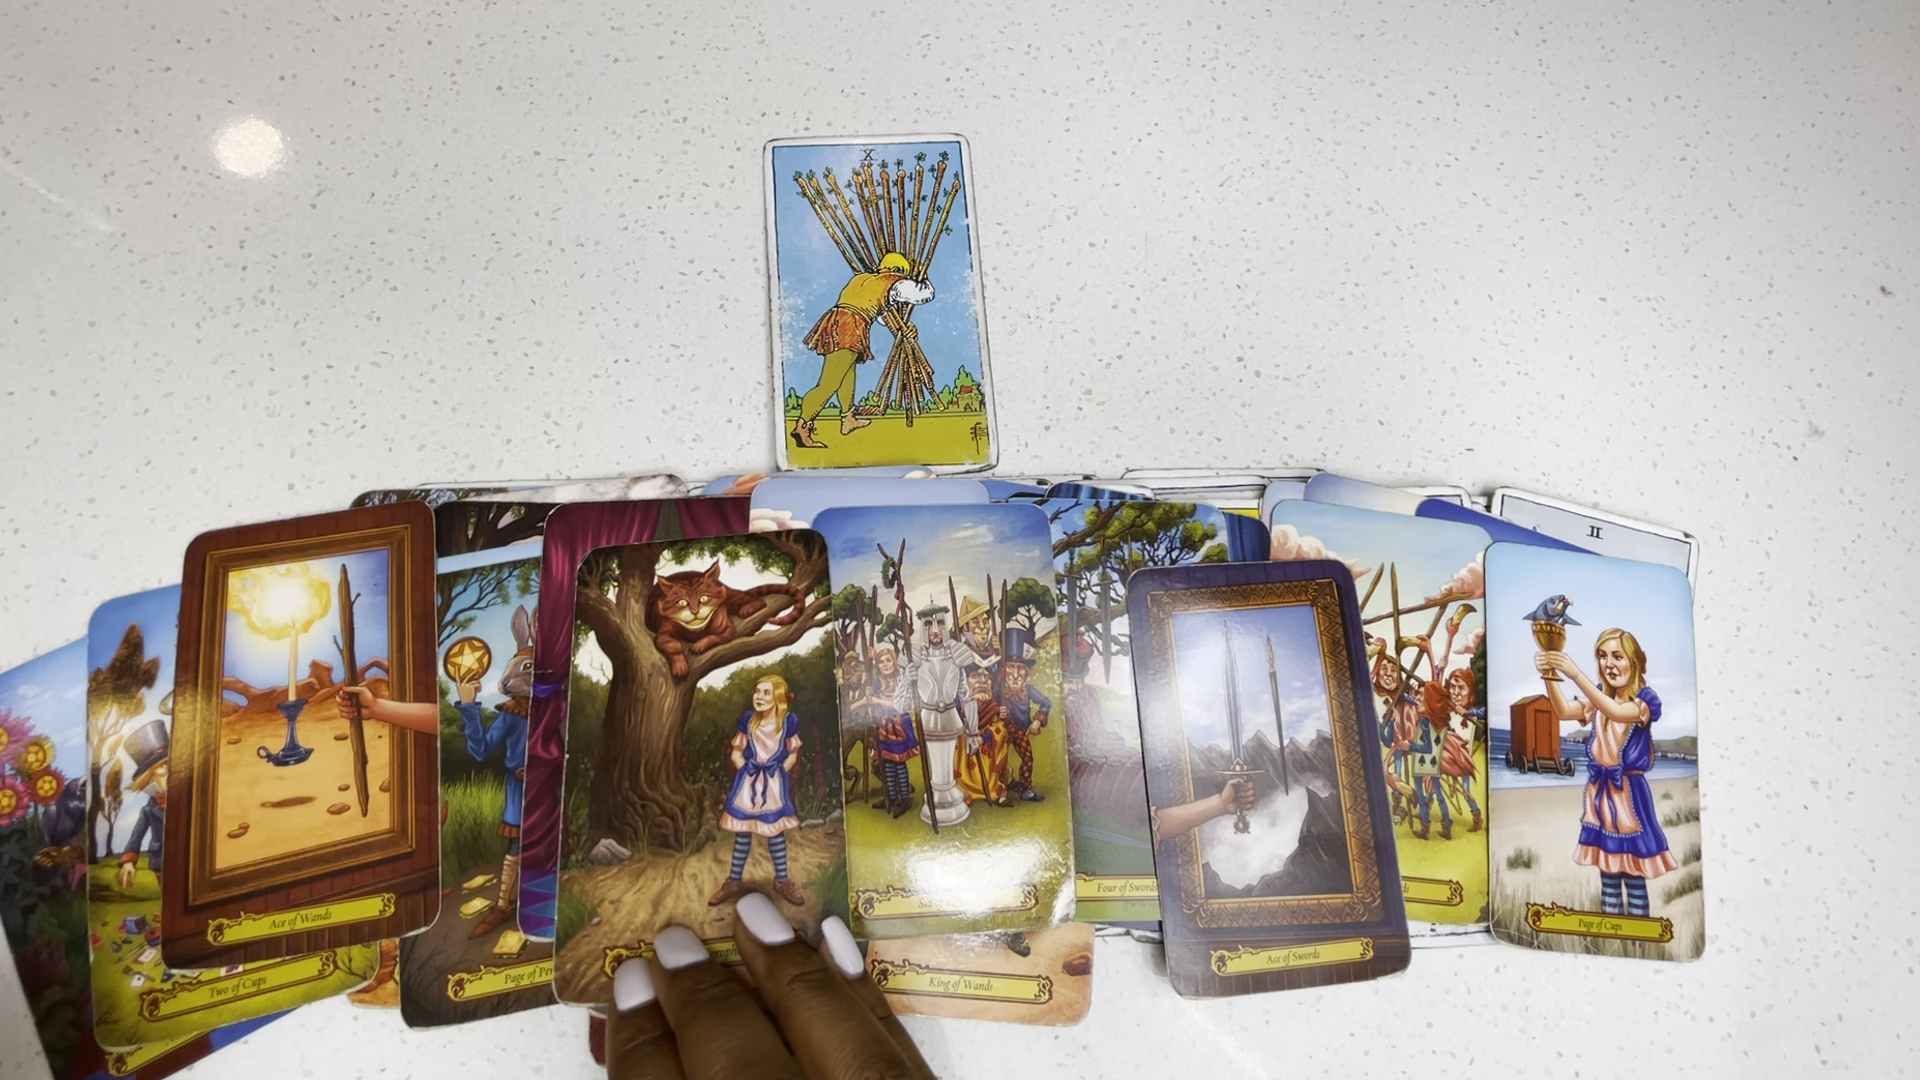 X
II
Ace of Wands
Two of Cups
Page of Pe
King of Wands
Four of Swords
Ace of Swords
ds
Page of Cups